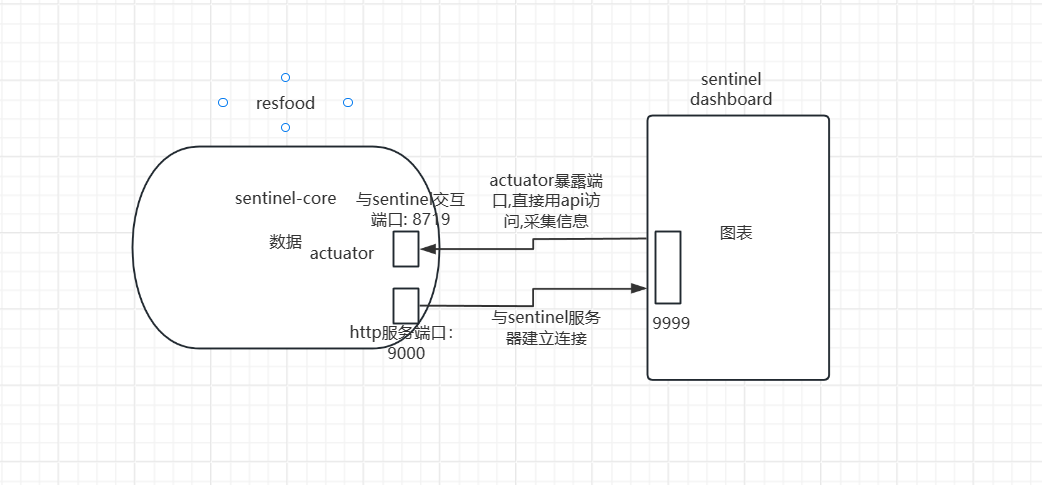 resfood
sentinel
dashboard
sentinel-core
与sentinel交互
端口: 8719
数据
actuator
actuator暴露端
口,直接用api访
问,采集信息
图表
http服务端口：
9000
与sentinel服务
器建立连接
9999